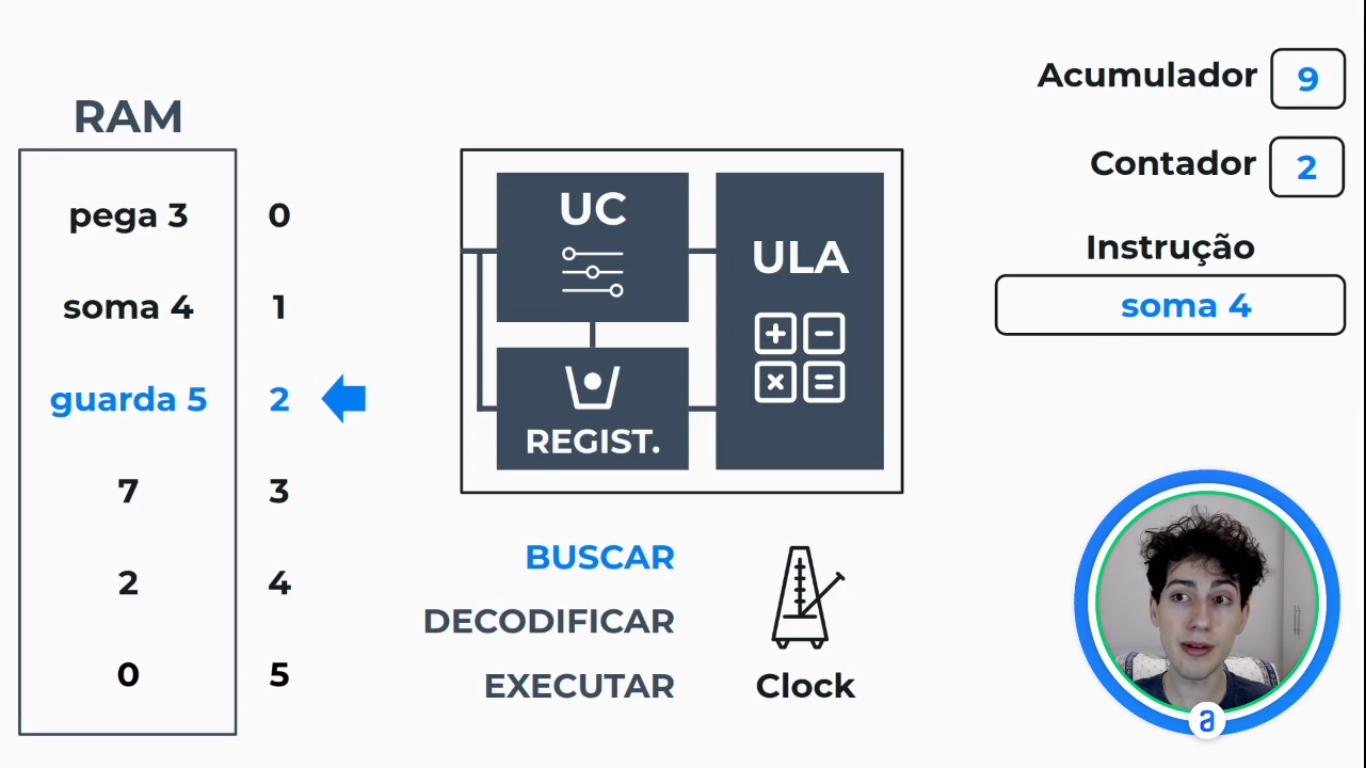 RAM
pega 3 0
soma 4 1
guarda 5 2
7 3
2 4
0 5
UC
REGIST.
ULA
BUSCAR
DECODIFICAR
EXECUTAR
Clock
Acumulador 9
Contador 2
Instrução
soma 4
a